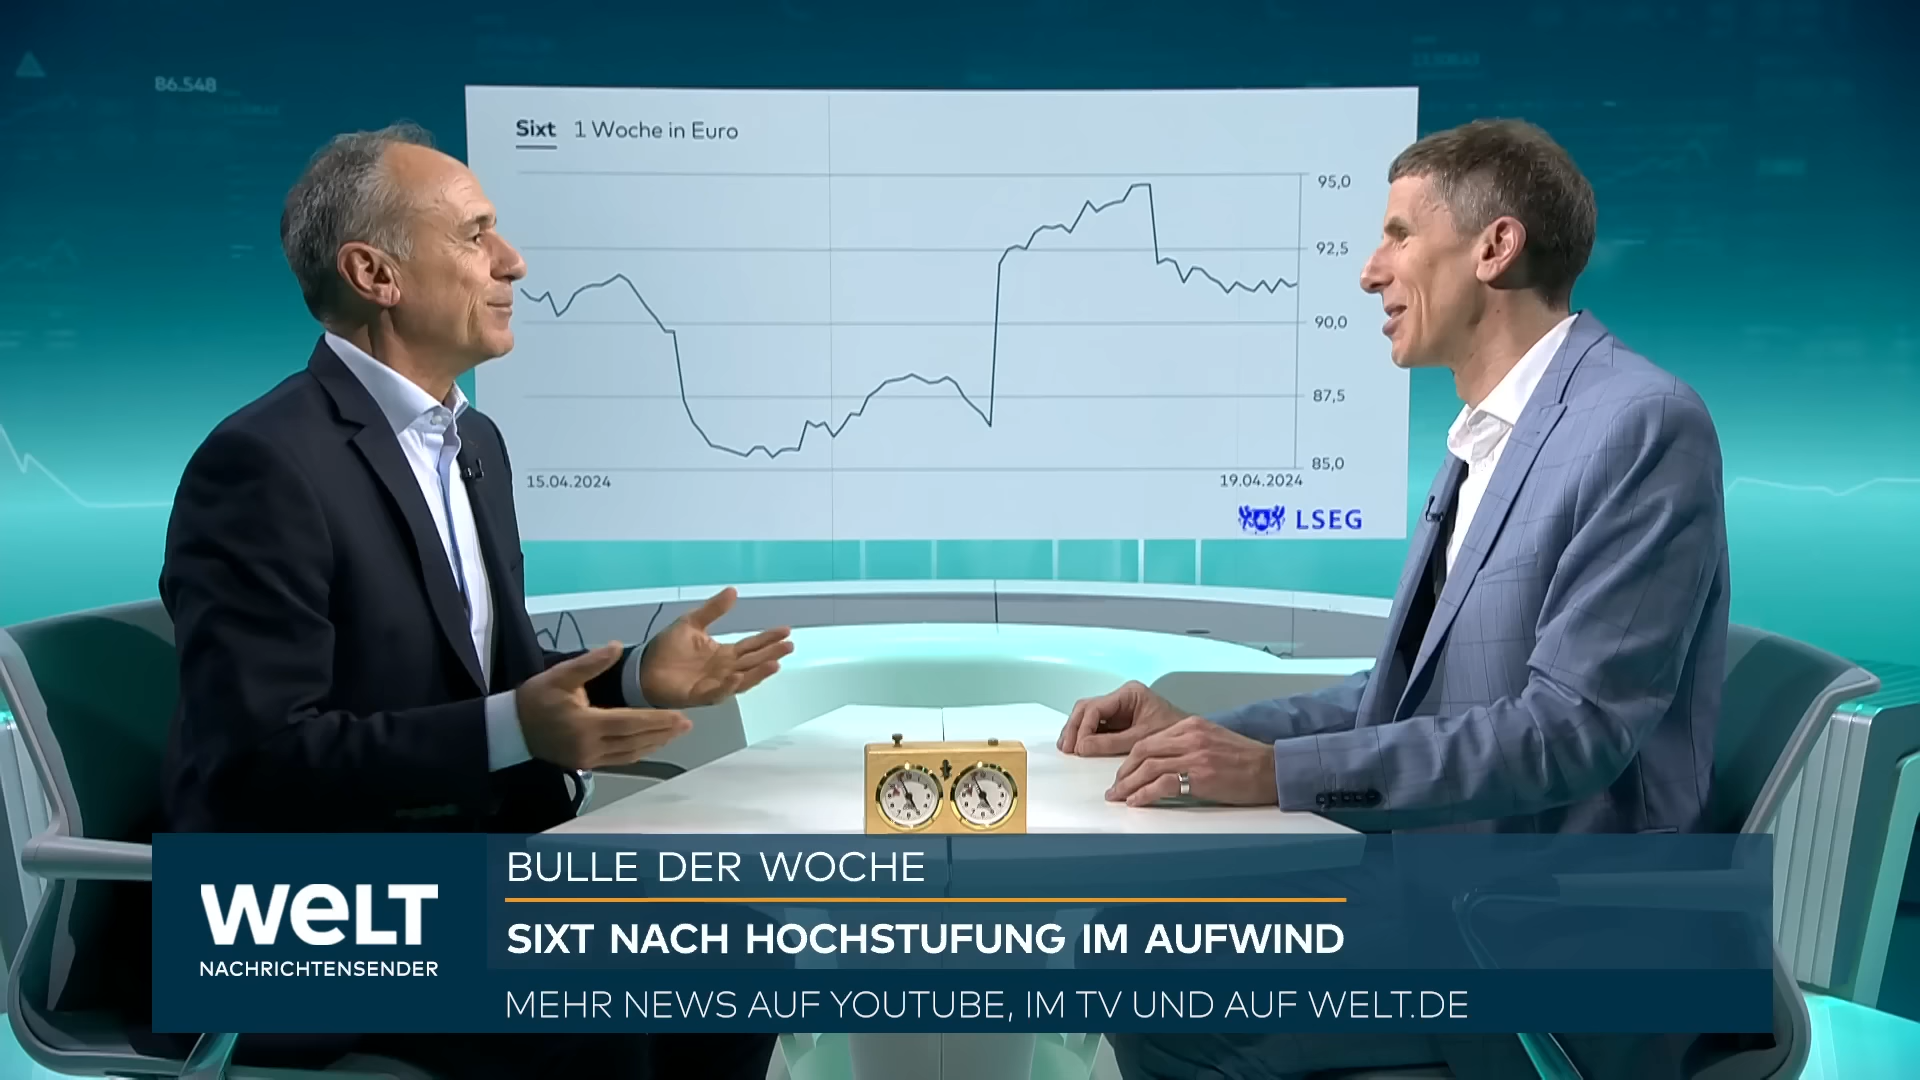 86.548
Sixt 1 Woche in Euro
95,0
92,5
90,0
87,5
85,0
15.04.2024
19.04.2024
LSEG
BULLE DER WOCHE
SIXT NACH HOCHSTUFUNG IM AUFWIND
MEHR NEWS AUF YOUTUBE, IM TV UND AUF WELT.DE
WELT
NACHRICHTENSENDER